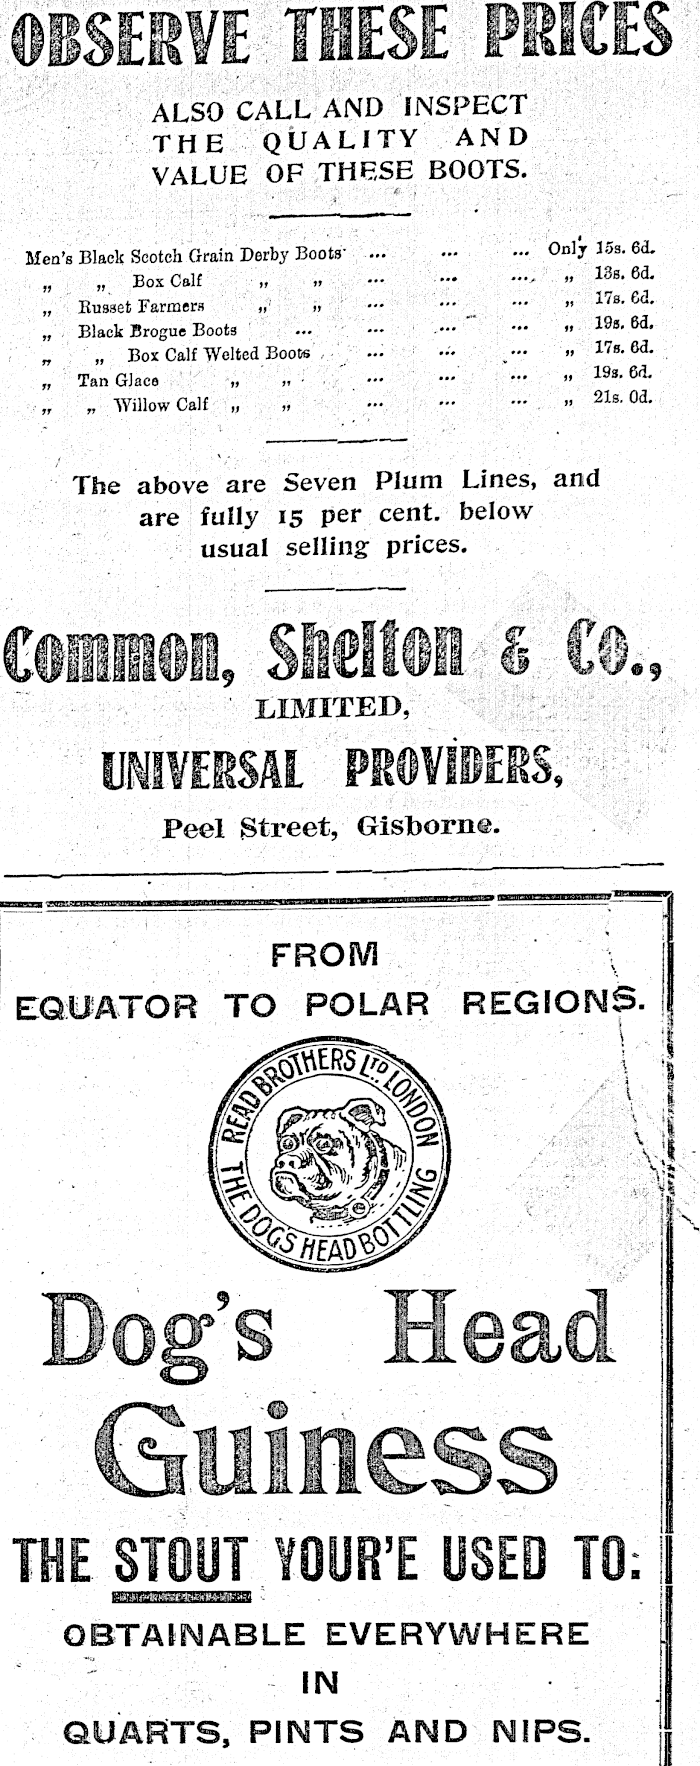 OBSERVE THESE PRICES
ALSO CALL AND INSPECT
THE QUALITY AND
VALUE OF THESE BOOTS.
Men's Black Scotch Grain Derby Boots ... ... ... Only 15s. 6d.
„ „ Box Calf „ „ ... ... ... „ 13s. 6d.
„ Russet Farmers „ „ ... ... ... „ 17s. 6d.
„ Black Brogue Boots ... ... ... ... „ 19s. 6d.
„ „ Box Calf Welted Boots ... ... ... „ 17s. 6d.
„ Tan Glace „ „ ... ... ... „ 19s. 6d.
„ „ Willow Calf „ „ ... ... ... „ 21s. 0d.
The above are Seven Plum Lines, and
are fully 15 per cent. below
usual selling prices.
Common, Shelton & Co.,
LIMITED,
UNIVERSAL PROVIDERS,
Peel Street, Gisborne.
FROM
EQUATOR TO POLAR REGIONS.
READ BROTHERS LTD. LONDON
THE DOG'S HEAD BOTTLING
Dog's Head
Guiness
THE STOUT YOUR'E USED TO:
OBTAINABLE EVERYWHERE
IN
QUARTS, PINTS AND NIPS.